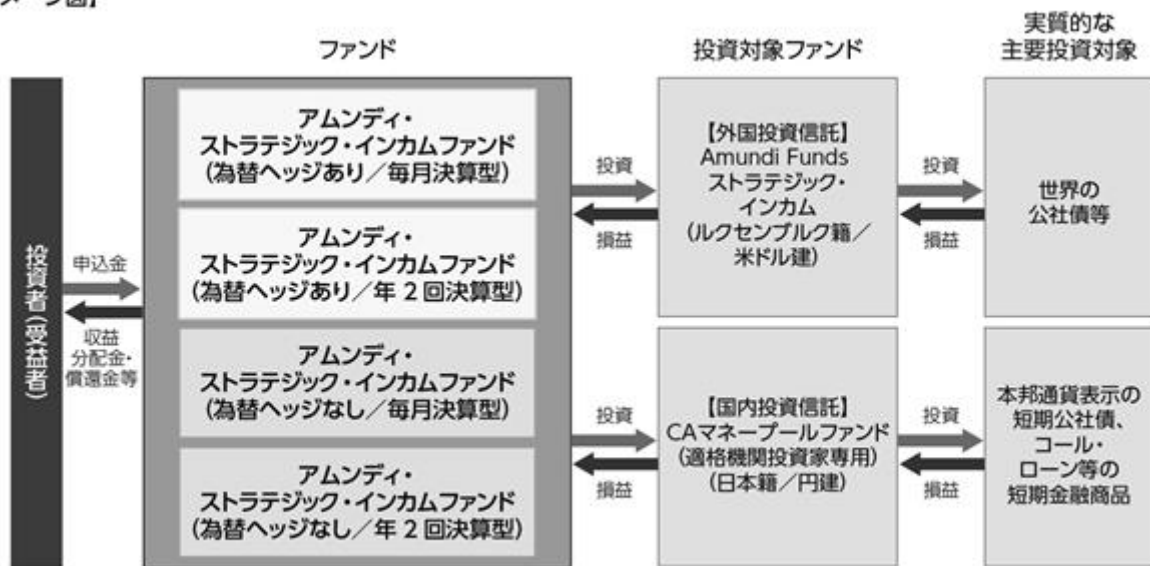 メージ図】
ファンド
投資対象ファンド
実質的な
主要投資対象
投資者（受益者）
申込金
収益
分配金・
償還金等
アムンディ・
ストラテジック・インカムファンド
（為替ヘッジあり／毎月決算型）
アムンディ・
ストラテジック・インカムファンド
（為替ヘッジあり／年２回決算型）
アムンディ・
ストラテジック・インカムファンド
（為替ヘッジなし／毎月決算型）
アムンディ・
ストラテジック・インカムファンド
（為替ヘッジなし／年２回決算型）
投資
損益
【外国投資信託】
Amundi Funds
ストラテジック・
インカム
（ルクセンブルク籍／
米ドル建）
投資
損益
世界の
公社債等
投資
損益
【国内投資信託】
CAマネープールファンド
（適格機関投資家専用）
（日本籍／円建）
投資
損益
本邦通貨表示の
短期公社債、
コール・
ローン等の
短期金融商品